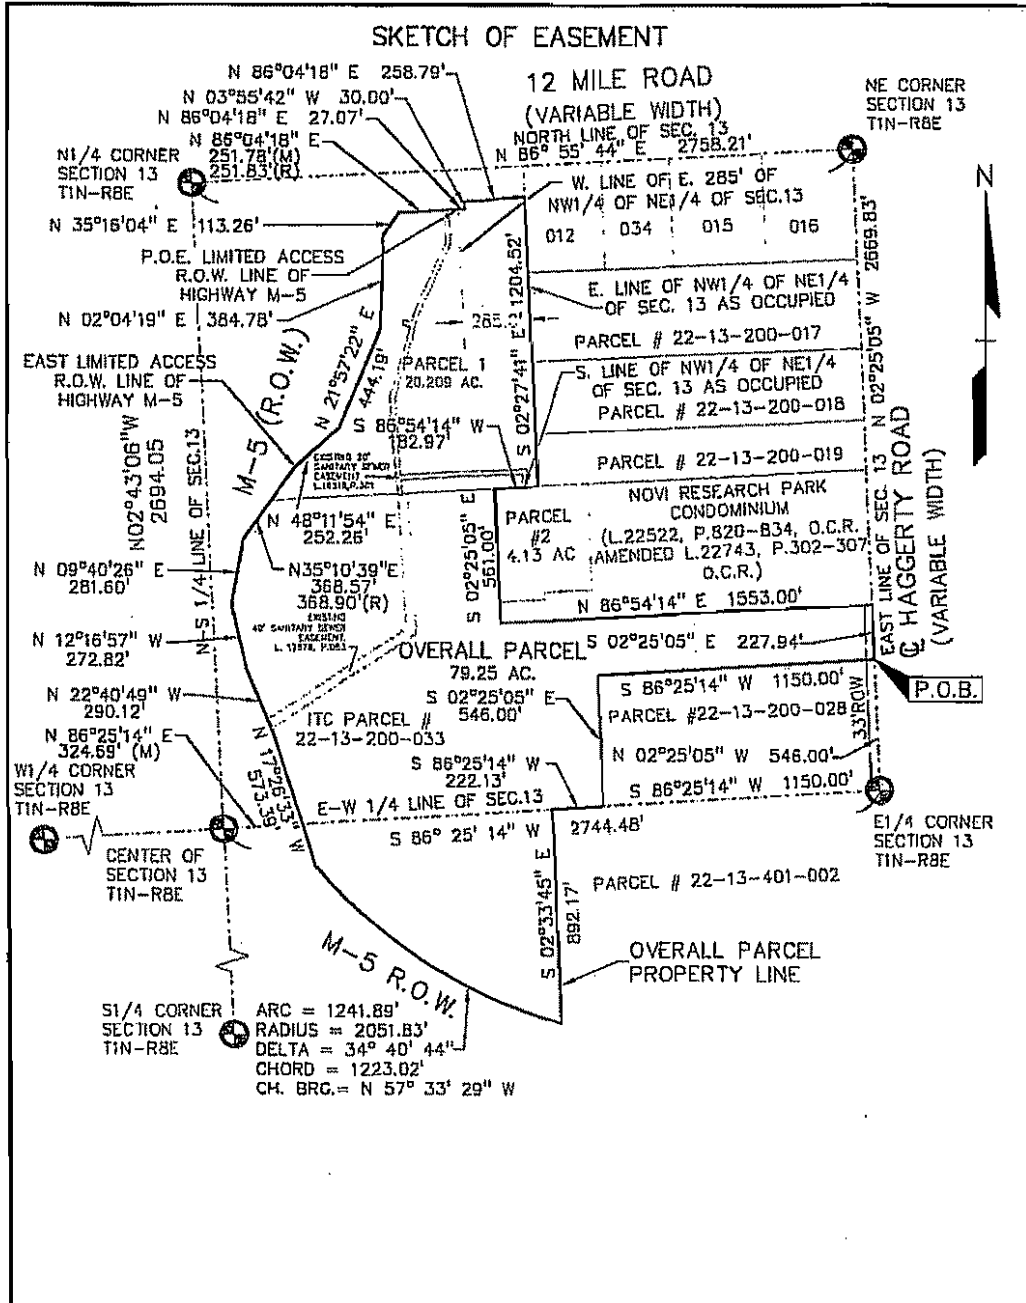 SKETCH OF EASEMENT
N 86°04'18" E 258.79'
N 03°55'42" W 30.00'
N 86°04'18" E 27.07'
N 86°04'18" E
251.78'(M)
251.83'(R)
12 MILE ROAD
(VARIABLE WIDTH)
NORTH LINE OF SEC. 13
N 86° 55' 44" E 2758.21'
NE CORNER
SECTION 13
T1N-R8E
N1/4 CORNER
SECTION 13
T1N-R8E
N
W. LINE OF E. 285' OF
NW1/4 OF NE1/4 OF SEC.13
012
034
015
016
N 35°16'04" E 113.26'
P.O.E. LIMITED ACCESS
R.O.W. LINE OF
HIGHWAY M-5
N 02°04'19" E 384.78'
EAST LIMITED ACCESS
R.O.W. LINE OF
HIGHWAY M-5
M-5 (R.O.W.)
N 21°57'22" E
444.19'
285.
S 02°27'41" E 1204.52'
E. LINE OF NW1/4 OF NE1/4
OF SEC. 13 AS OCCUPIED
PARCEL # 22-13-200-017
PARCEL 1
20.209 AC.
S. LINE OF NW1/4 OF NE1/4
OF SEC. 13 AS OCCUPIED
PARCEL # 22-13-200-018
S 86°54'14" W
182.97'
PARCEL # 22-13-200-019
N 02°25'05" W 2669.83'
EAST LINE OF SEC. 13
HAGGERTY ROAD
(VARIABLE WIDTH)
N02°43'06"W
2694.05
N-S 1/4 LINE OF SEC.13
EXISTING 20'
SANITARY SEWER
EASEMENT
N 48°11'54" E
252.26'
S 02°25'05" E
561.00'
PARCEL
#2
4.13 AC
NOVI RESEARCH PARK
CONDOMINIUM
(L.22522, P.820-834, O.C.R.
AMENDED L.22743, P.302-307
O.C.R.)
N 09°40'26" E
281.60'
N35°10'39"E
368.57'
368.90'(R)
EXISTING
40' SANITARY SEWER
EASEMENT.
N 86°54'14" E 1553.00'
N 12°16'57" W
272.82'
OVERALL PARCEL
79.25 AC.
S 02°25'05" E 227.94'
P.O.B.
N 22°40'49" W
290.12'
S 02°25'05" E
546.00'
S 86°25'14" W 1150.00'
PARCEL #22-13-200-028
33'ROW
ITC PARCEL #
22-13-200-033
N 02°25'05" W 546.00'
N 86°25'14" E
324.69' (M)
N 17°26'33" W
573.39'
S 86°25'14" W
222.13'
S 86°25'14" W 1150.00'
W1/4 CORNER
SECTION 13
T1N-R8E
E-W 1/4 LINE OF SEC.13
S 86° 25' 14" W 2744.48'
E1/4 CORNER
SECTION 13
T1N-R8E
CENTER OF
SECTION 13
T1N-R8E
S 02°33'45" E
892.17'
PARCEL # 22-13-401-002
M-5 R.O.W.
OVERALL PARCEL
PROPERTY LINE
S1/4 CORNER
SECTION 13
T1N-R8E
ARC = 1241.89'
RADIUS = 2051.83'
DELTA = 34° 40' 44"
CHORD = 1223.02'
CH. BRG.= N 57° 33' 29" W